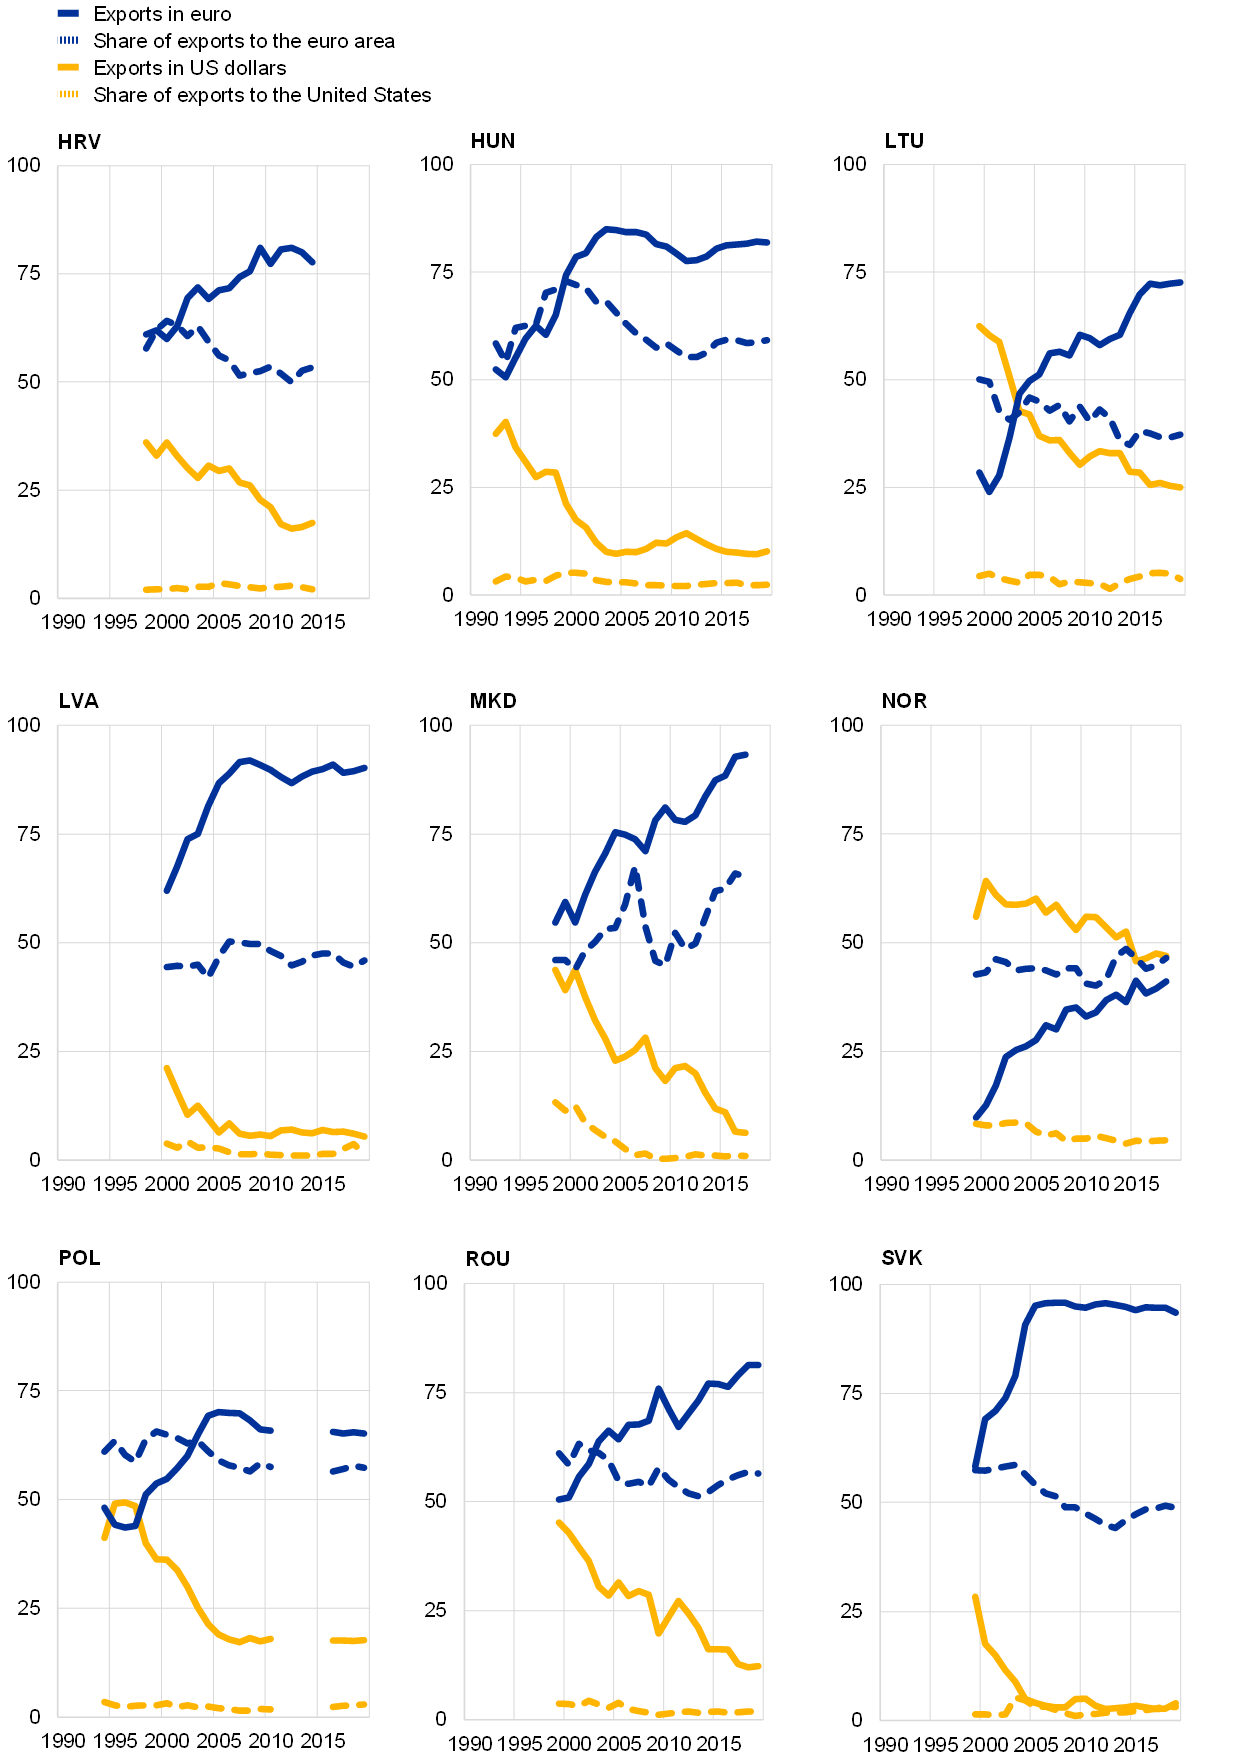 Exports in euro
Share of exports to the euro area
Exports in US dollars
Share of exports to the United States
HRV
100
75
50
25
0
1990 1995 2000 2005 2010 2015
HUN
100
75
50
25
0
1990 1995 2000 2005 2010 2015
LTU
100
75
50
25
0
1990 1995 2000 2005 2010 2015
LVA
100
75
50
25
0
1990 1995 2000 2005 2010 2015
MKD
100
75
50
25
0
1990 1995 2000 2005 2010 2015
NOR
100
75
50
25
0
1990 1995 2000 2005 2010 2015
POL
100
75
50
25
0
1990 1995 2000 2005 2010 2015
ROU
100
75
50
25
0
1990 1995 2000 2005 2010 2015
SVK
100
75
50
25
0
1990 1995 2000 2005 2010 2015